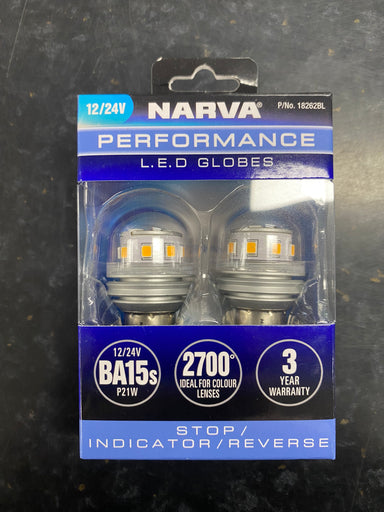 12/24V NARVA® P/No. 18262BL
PERFORMANCE
L.E.D GLOBES
12/24V
BA15s
P21W
2700°
IDEAL FOR COLOUR
LENSES
3
YEAR
WARRANTY
STOP/
INDICATOR/REVERSE